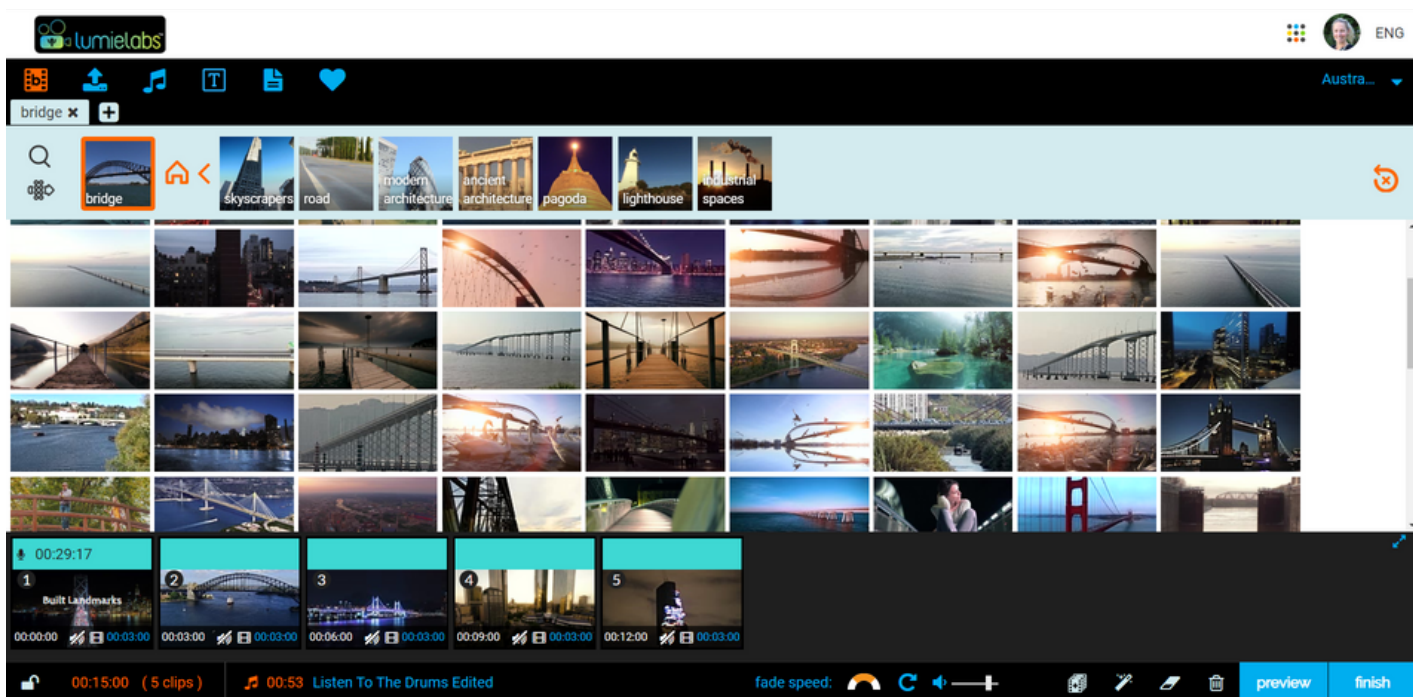 lumielabs
ENG
b
T
Austra...
bridge
bridge
skyscrapers
road
modern
architecture
ancient
architecture
pagoda
lighthouse
industrial
spaces
00:29:17
1
Built Landmarks
00:00:00 00:03:00
2
00:03:00 00:03:00
3
00:06:00 00:03:00
4
00:09:00 00:03:00
5
00:12:00 00:03:00
00:15:00 ( 5 clips )
00:53 Listen To The Drums Edited
fade speed:
preview
finish